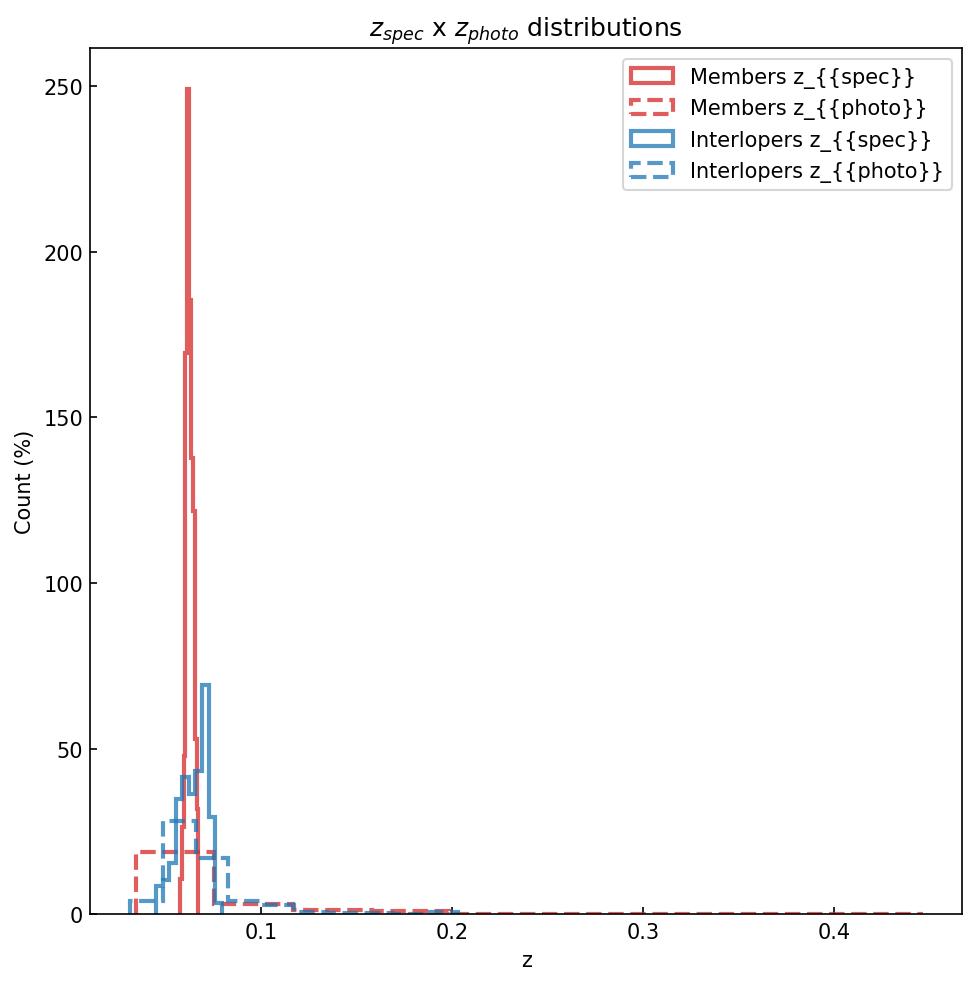 z_spec x z_photo distributions
Members z_{{spec}}
Members z_{{photo}}
Interlopers z_{{spec}}
Interlopers z_{{photo}}
Count (%)
250
200
150
100
50
0
0.1 0.2 0.3 0.4
z